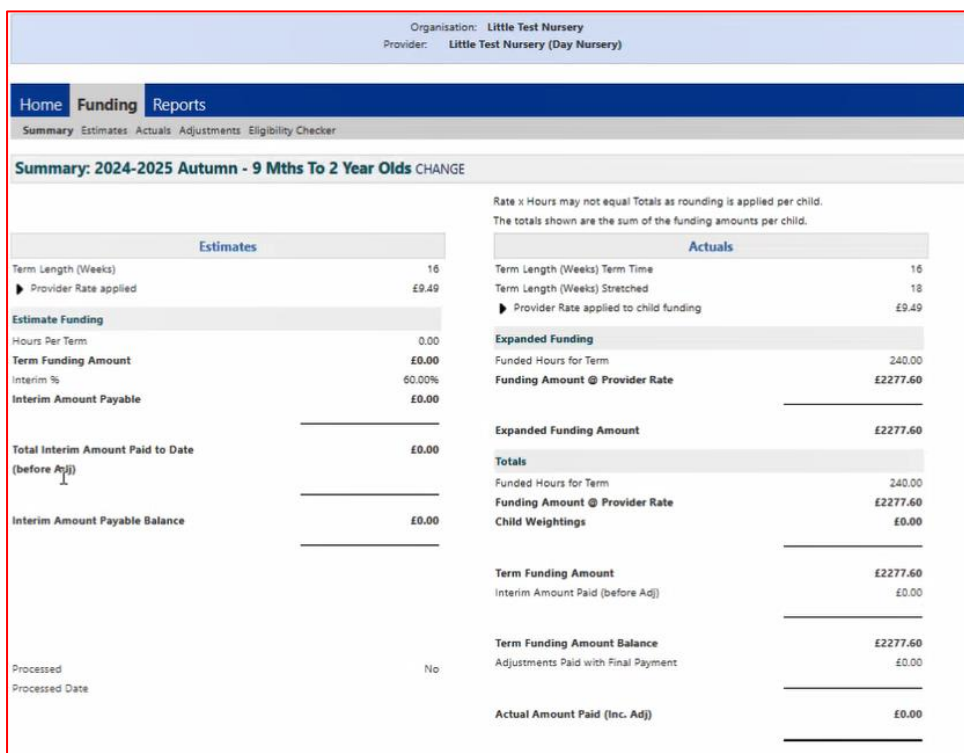 Organisation: Little Test Nursery
Provider: Little Test Nursery (Day Nursery)
Home Funding Reports
Summary Estimates Actuals Adjustments Eligibility Checker
Summary: 2024-2025 Autumn - 9 Mths To 2 Year Olds CHANGE
Rate x Hours may not equal Totals as rounding is applied per child.
The totals shown are the sum of the funding amounts per child.
Estimates
Term Length (Weeks) 16
Provider Rate applied £9.49
Estimate Funding
Hours Per Term 0.00
Term Funding Amount £0.00
Interim % 60.00%
Interim Amount Payable £0.00
Total Interim Amount Paid to Date £0.00
(before Adj)
Interim Amount Payable Balance £0.00
Processed No
Processed Date
Actuals
Term Length (Weeks) Term Time 16
Term Length (Weeks) Stretched 18
Provider Rate applied to child funding £9.49
Expanded Funding
Funded Hours for Term 240.00
Funding Amount @ Provider Rate £2277.60
Expanded Funding Amount £2277.60
Totals
Funded Hours for Term 240.00
Funding Amount @ Provider Rate £2277.60
Child Weightings £0.00
Term Funding Amount £2277.60
Interim Amount Paid (before Adj) £0.00
Term Funding Amount Balance £2277.60
Adjustments Paid with Final Payment £0.00
Actual Amount Paid (Inc. Adj) £0.00